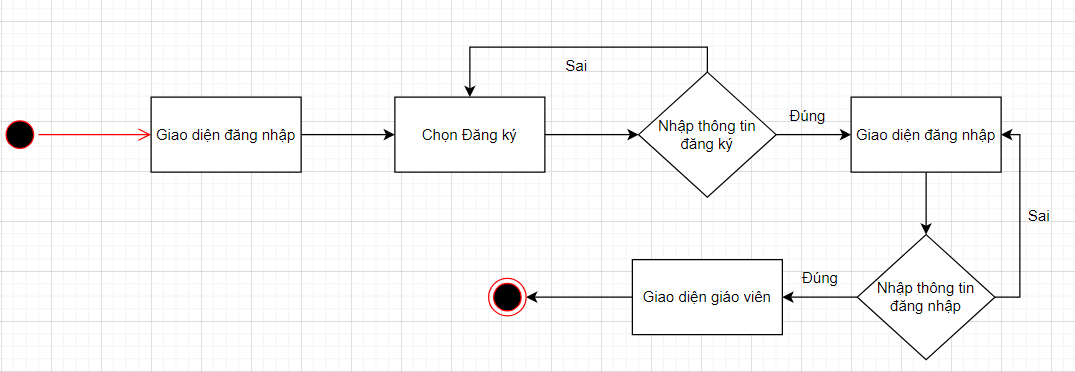 Sai
Giao diện đăng nhập
Chọn Đăng ký
Nhập thông tin
đăng ký
Đúng
Giao diện đăng nhập
Sai
Giao diện giáo viên
Đúng
Nhập thông tin
đăng nhập